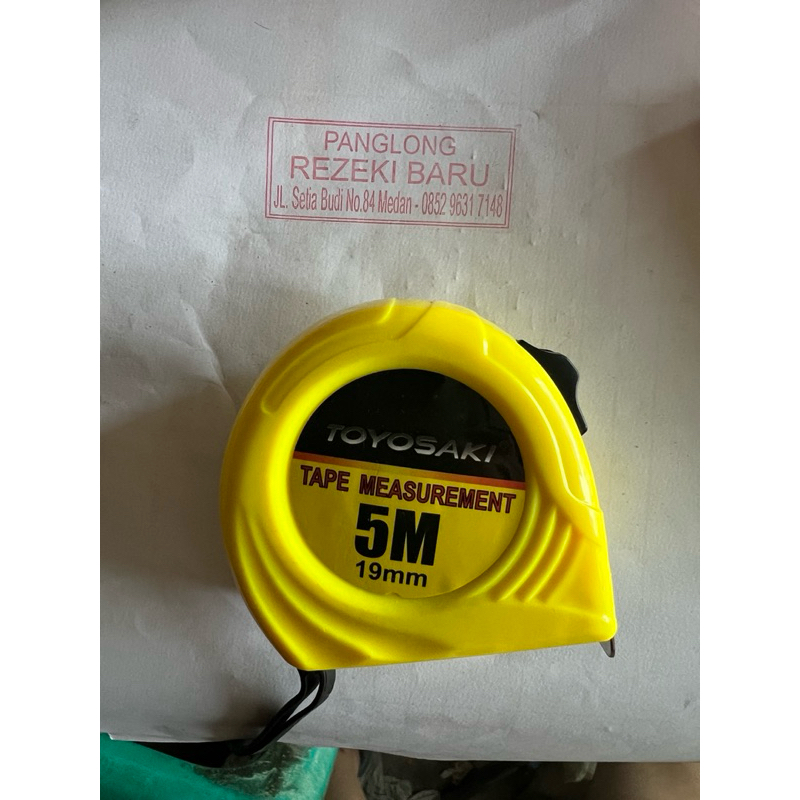 PANGLONG
REZEKI BARU
JL. Setia Budi No.84 Medan - 0852 9631 7148
TOYOSAKI
TAPE MEASUREMENT
5M
19mm